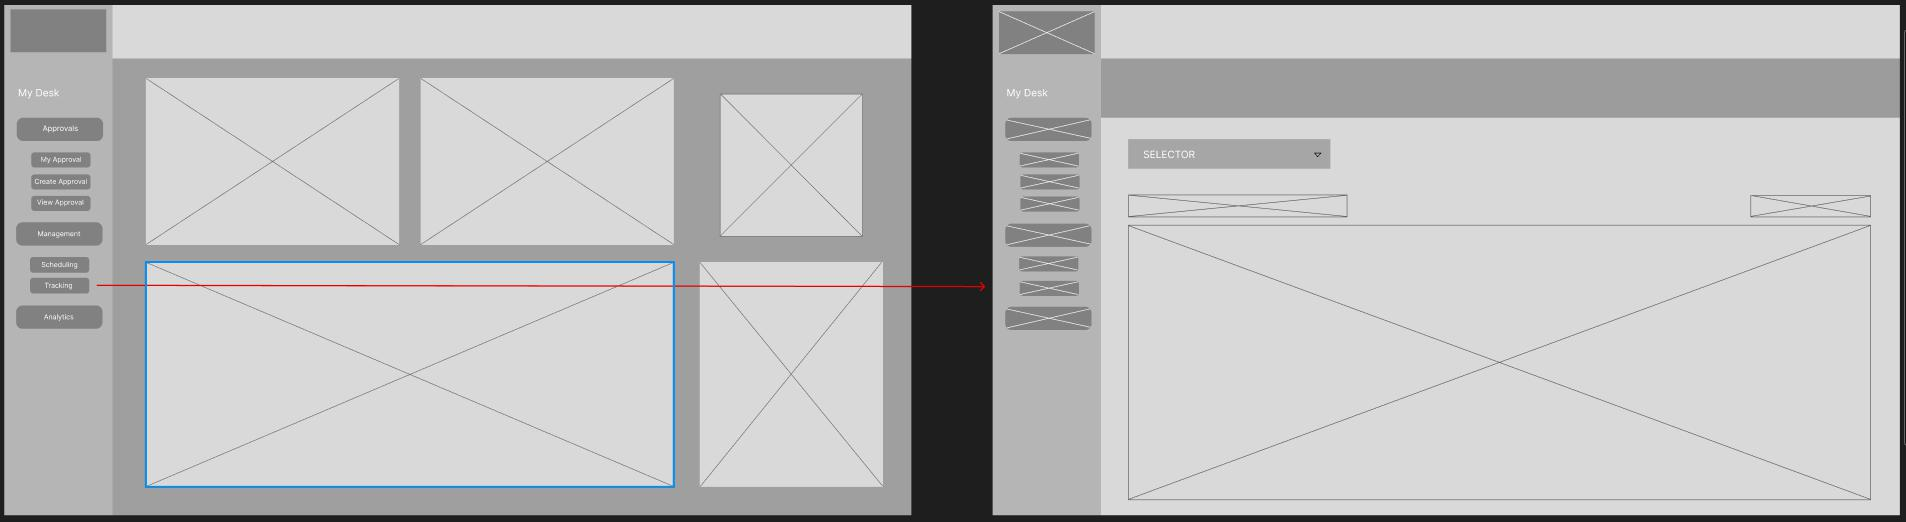 My Desk
Approvals
My Approval
Create Approval
View Approval
Management
Scheduling
Tracking
Analytics
My Desk
SELECTOR